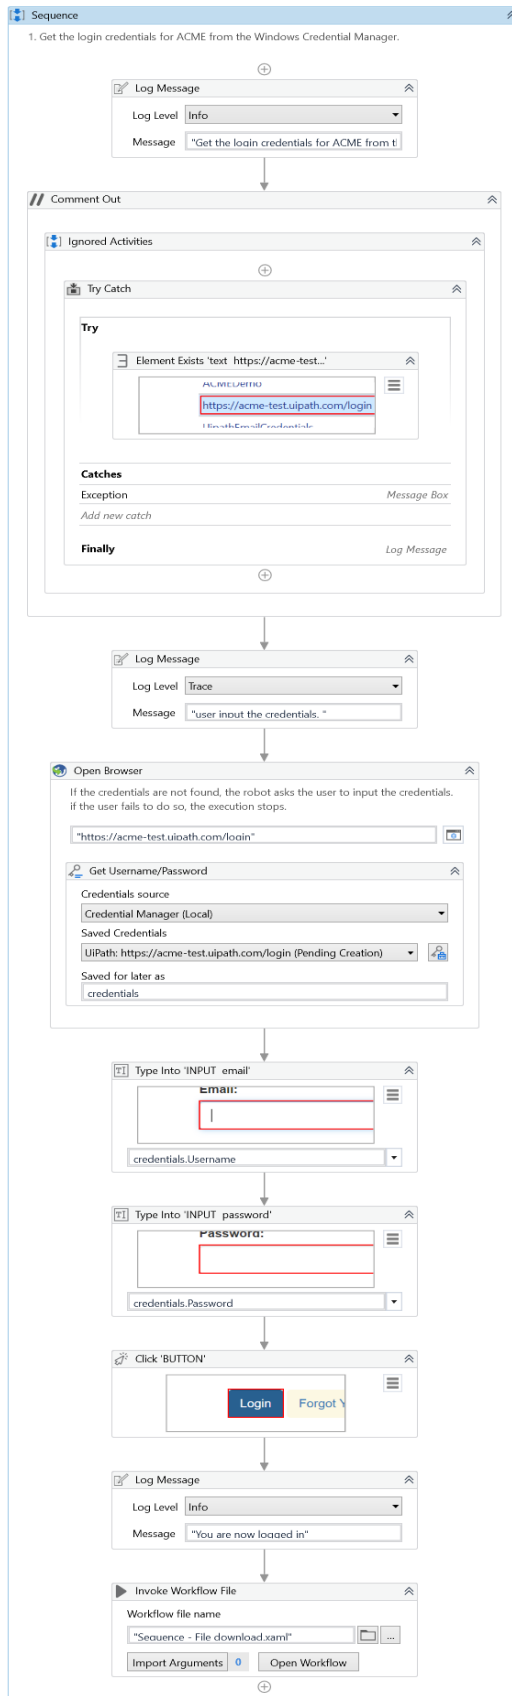 Sequence
1. Get the login credentials for ACME from the Windows Credential Manager.
Log Message
Log Level Info
Message "Get the login credentials for ACME from t
Comment Out
Ignored Activities
Try Catch
Try
Element Exists 'text https://acme-test...'
ACMEDemo
https://acme-test.uipath.com/login
UipathEmailCredentials
Catches
Exception Message Box
Add new catch
Finally Log Message
Log Message
Log Level Trace
Message "user input the credentials. "
Open Browser
If the credentials are not found, the robot asks the user to input the credentials.
if the user fails to do so, the execution stops.
"https://acme-test.uipath.com/login"
Get Username/Password
Credentials source
Credential Manager (Local)
Saved Credentials
UiPath: https://acme-test.uipath.com/login (Pending Creation)
Saved for later as
credentials
TI Type Into 'INPUT email'
Email:
credentials.Username
TI Type Into 'INPUT password'
Password:
credentials.Password
Click 'BUTTON'
Login Forgot Y
Log Message
Log Level Info
Message "You are now logged in"
Invoke Workflow File
Workflow file name
"Sequence - File download.xaml" ...
Import Arguments 0 Open Workflow